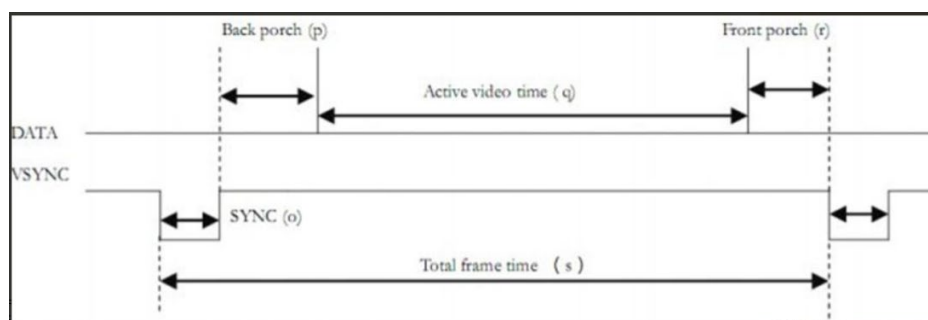 Back porch (p)
Front porch (r)
Active video time ( q)
DATA
VSYNC
SYNC (o)
Total frame time ( s )